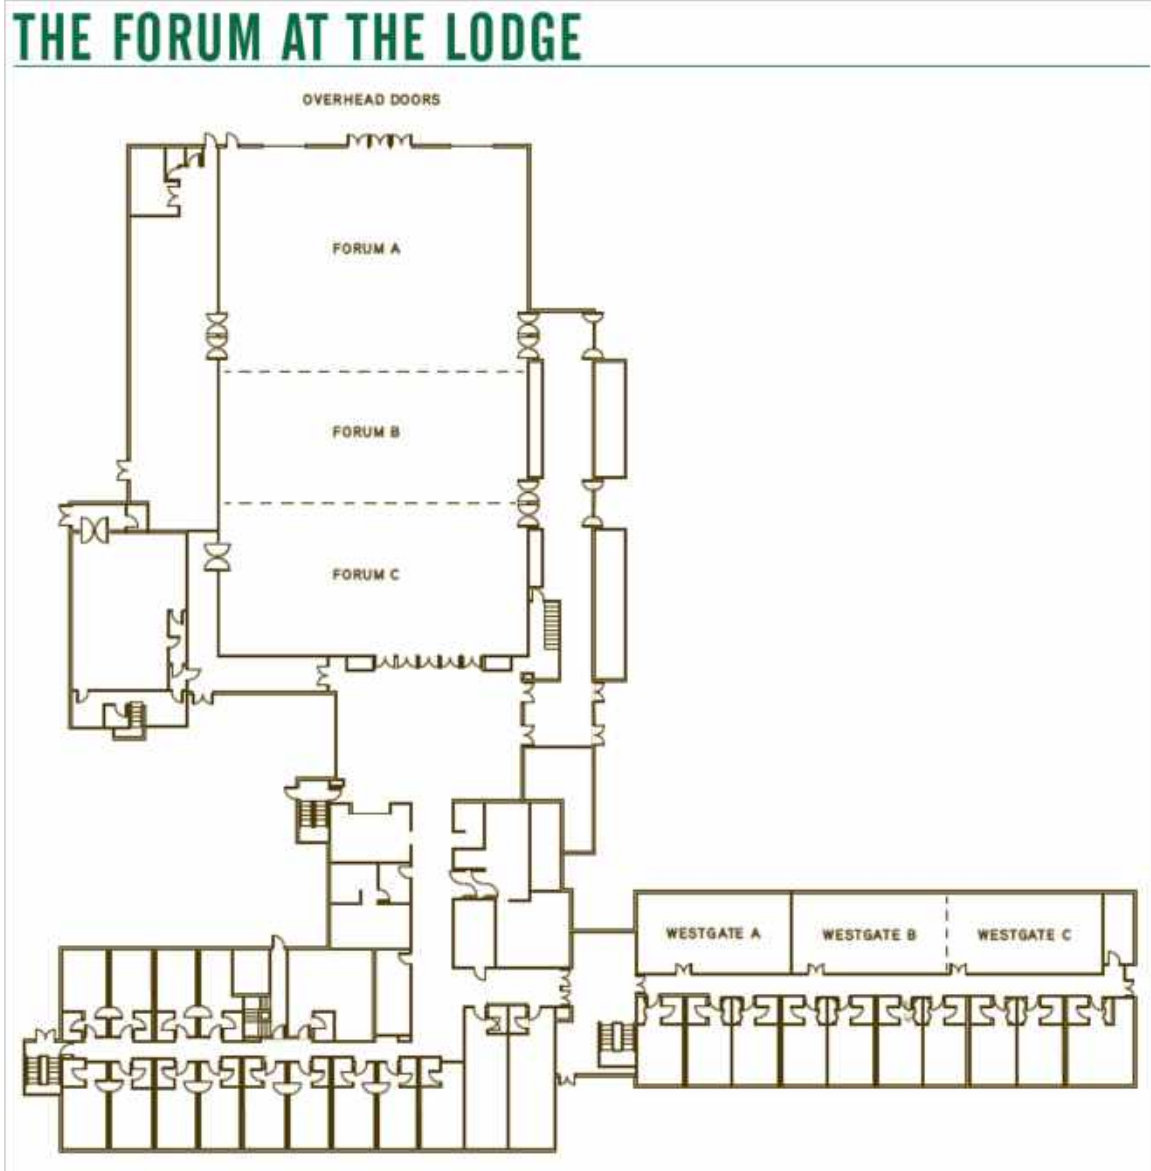 THE FORUM AT THE LODGE
OVERHEAD DOORS
FORUM A
FORUM B
FORUM C
WESTGATE A
WESTGATE B
WESTGATE C